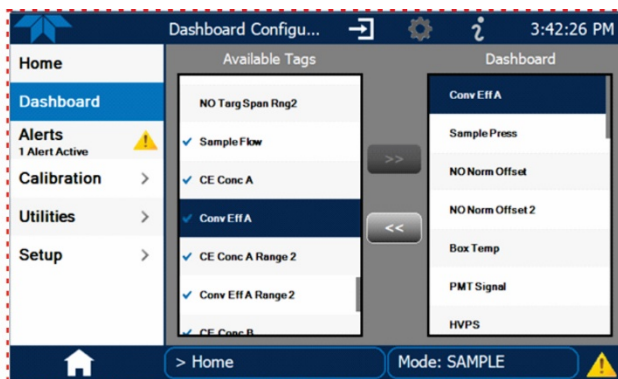 Dashboard Configu...
3:42:26 PM
Home
Dashboard
Alerts
1 Alert Active
Calibration >
Utilities >
Setup >
Available Tags
NO Targ Span Rng2
Sample Flow
CE Conc A
Conv Eff A
CE Conc A Range 2
Conv Eff A Range 2
CE Conc B
>>
<<
Dashboard
Conv Eff A
Sample Press
NO Norm Offset
NO Norm Offset 2
Box Temp
PMT Signal
HVPS
> Home
Mode: SAMPLE